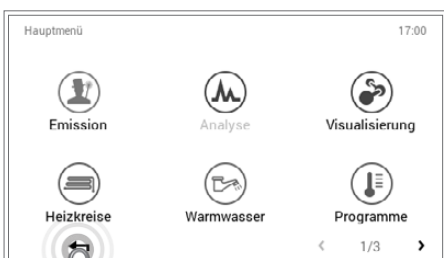 Hauptmenü 17:00
Emission Analyse Visualisierung
Heizkreise Warmwasser Programme
< 1/3 >